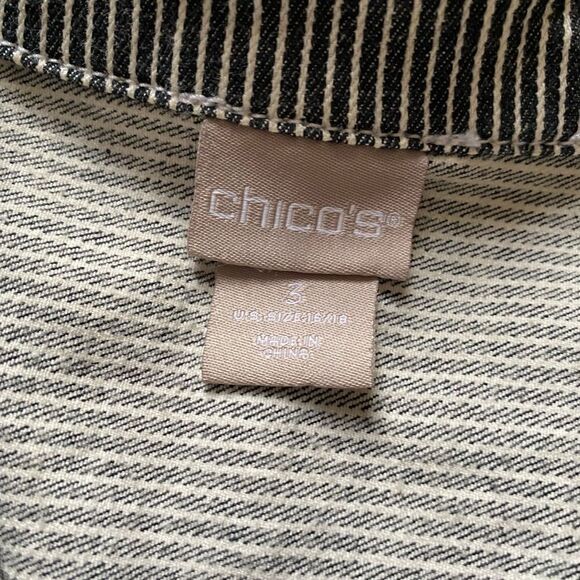 chico's®
3
U.S. SIZE:16/18
MADE IN
CHINA